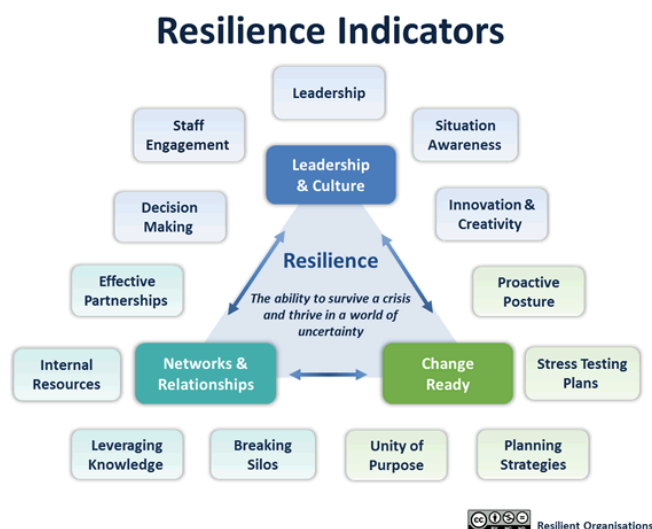 Resilience Indicators
Leadership
Staff
Engagement
Situation
Awareness
Leadership
& Culture
Decision
Making
Innovation &
Creativity
Resilience
The ability to survive a crisis
and thrive in a world of
uncertainty
Effective
Partnerships
Proactive
Posture
Internal
Resources
Networks &
Relationships
Change
Ready
Stress Testing
Plans
Leveraging
Knowledge
Breaking
Silos
Unity of
Purpose
Planning
Strategies
Resilient Organisations